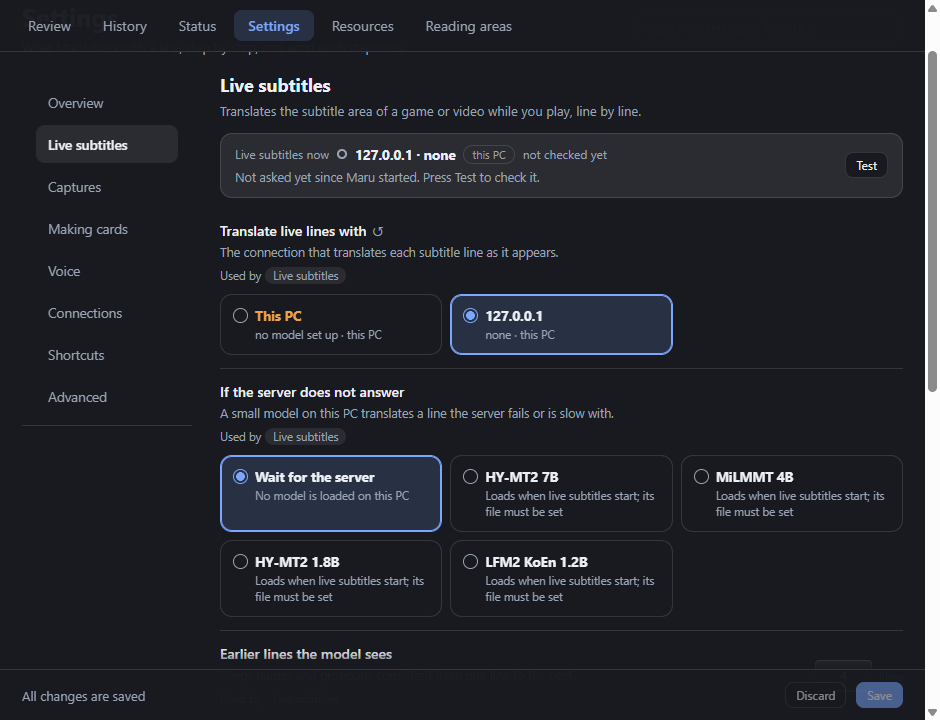 Review History Status Settings Resources Reading areas
Overview
Live subtitles
Captures
Making cards
Voice
Connections
Shortcuts
Advanced
Live subtitles
Translates the subtitle area of a game or video while you play, line by line.
Live subtitles now 127.0.0.1 · none this PC not checked yet
Not asked yet since Maru started. Press Test to check it.
Test
Translate live lines with ↺
The connection that translates each subtitle line as it appears.
Used by Live subtitles
This PC
no model set up · this PC
127.0.0.1
none · this PC
If the server does not answer
A small model on this PC translates a line the server fails or is slow with.
Used by Live subtitles
Wait for the server
No model is loaded on this PC
HY-MT2 7B
Loads when live subtitles start; its
file must be set
MiLMMT 4B
Loads when live subtitles start; its
file must be set
HY-MT2 1.8B
Loads when live subtitles start; its
file must be set
LFM2 KoEn 1.2B
Loads when live subtitles start; its
file must be set
Earlier lines the model sees
All changes are saved
Discard Save